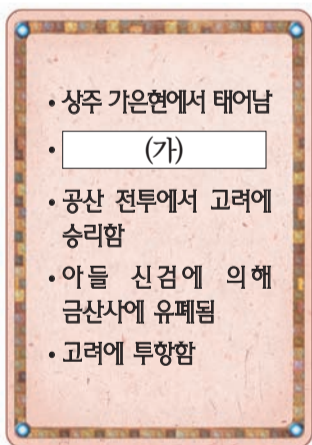 • 상주 가은현에서 태어남
• (가)
• 공산 전투에서 고려에
승리함
• 아들 신검에 의해
금산사에 유폐됨
• 고려에 투항함